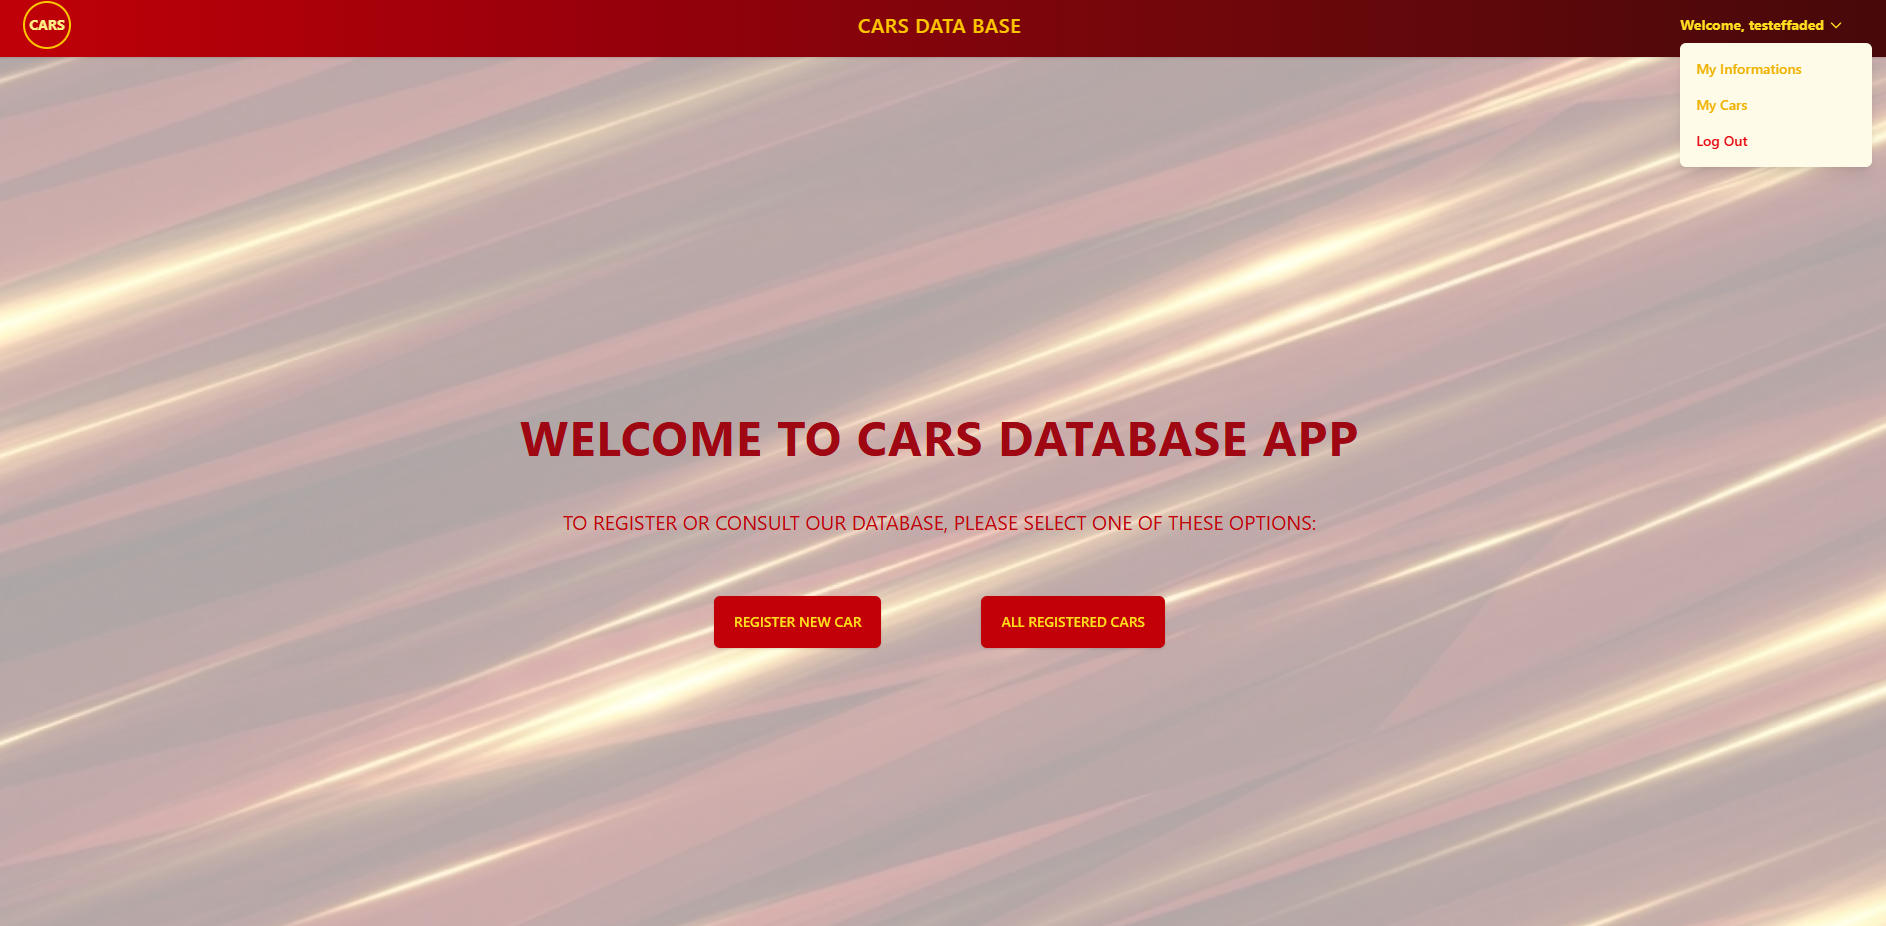 CARS
CARS DATA BASE
Welcome, testeffaded
My Informations
My Cars
Log Out
WELCOME TO CARS DATABASE APP
TO REGISTER OR CONSULT OUR DATABASE, PLEASE SELECT ONE OF THESE OPTIONS:
REGISTER NEW CAR
ALL REGISTERED CARS